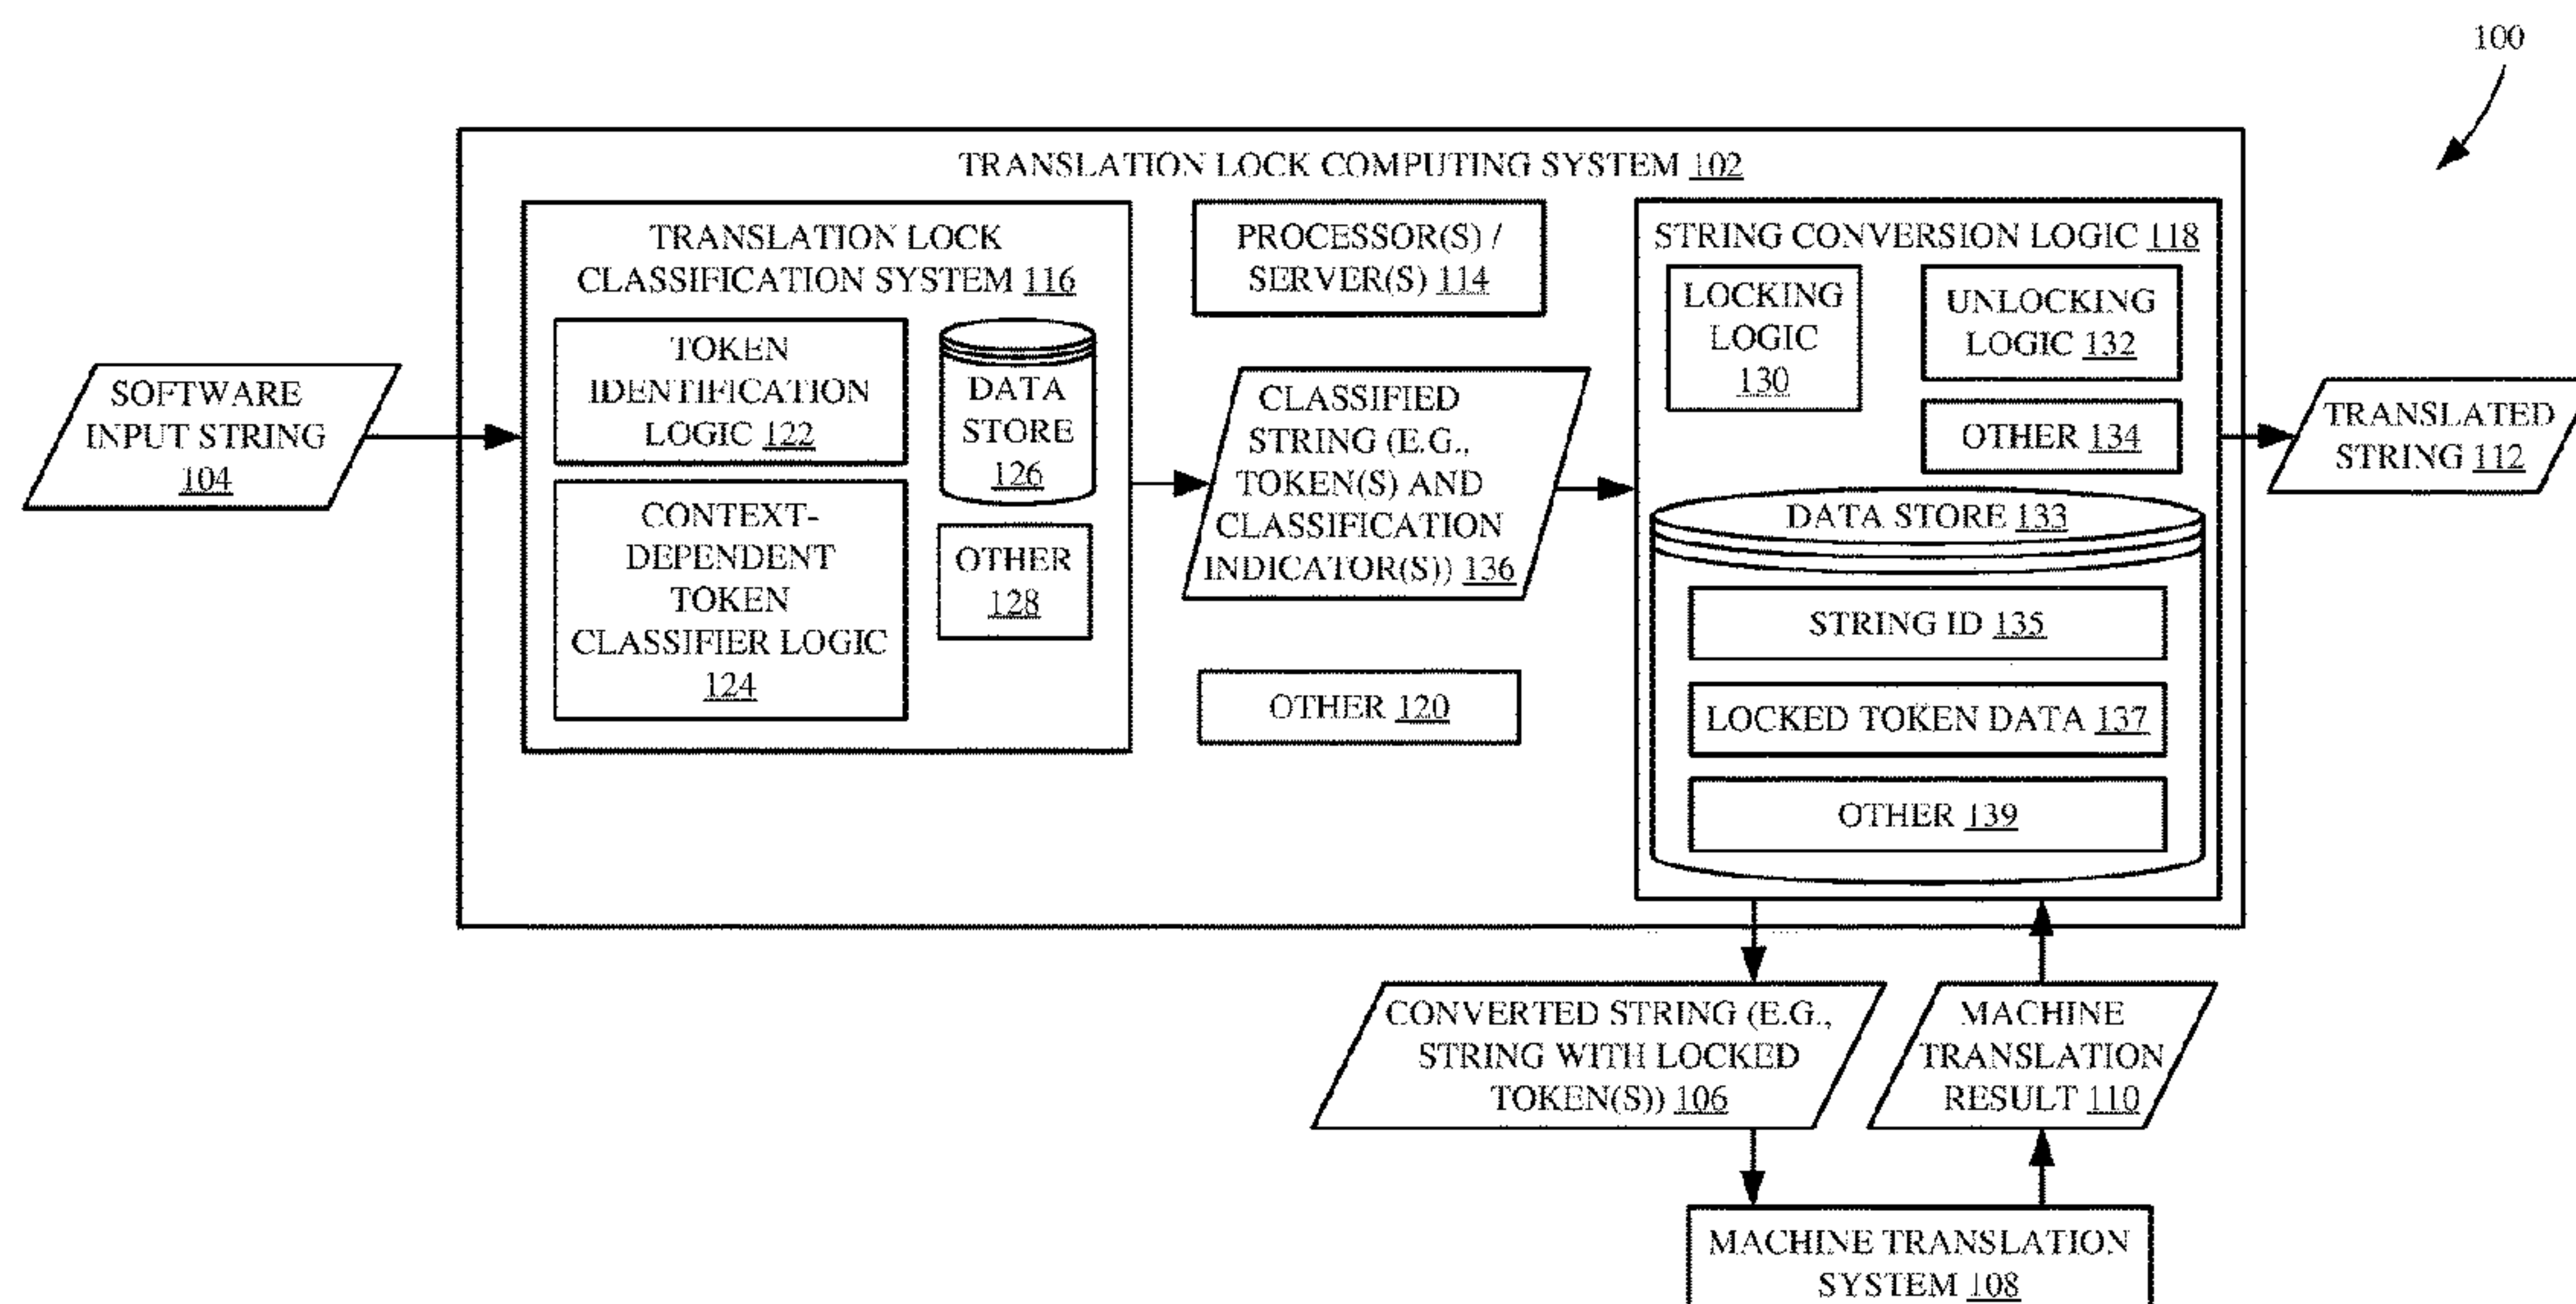 100
TRANSLATION LOCK COMPUTING SYSTEM 102
SOFTWARE
INPUT STRING
104
TRANSLATION LOCK
CLASSIFICATION SYSTEM 116
TOKEN
IDENTIFICATION
LOGIC 122
CONTEXT-
DEPENDENT
TOKEN
CLASSIFIER LOGIC
124
DATA
STORE
126
OTHER
128
PROCESSOR(S) /
SERVER(S) 114
CLASSIFIED
STRING (E.G.,
TOKEN(S) AND
CLASSIFICATION
INDICATOR(S)) 136
OTHER 120
STRING CONVERSION LOGIC 118
LOCKING
LOGIC
130
UNLOCKING
LOGIC 132
OTHER 134
DATA STORE 133
STRING ID 135
LOCKED TOKEN DATA 137
OTHER 139
TRANSLATED
STRING 112
CONVERTED STRING (E.G.,
STRING WITH LOCKED
TOKEN(S)) 106
MACHINE
TRANSLATION
RESULT 110
MACHINE TRANSLATION
SYSTEM 108